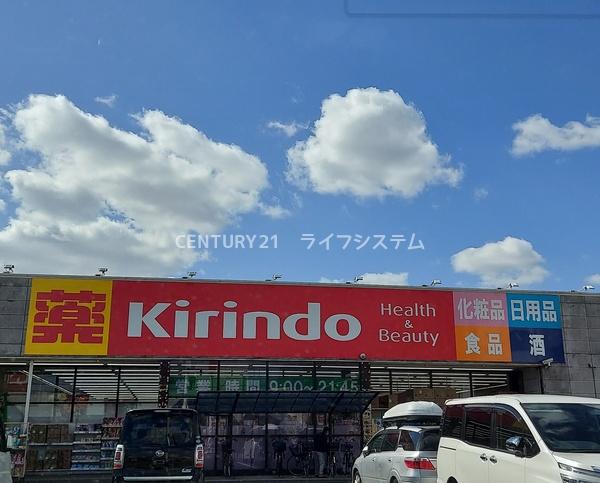 CENTURY21 ライフシステム
薬
Kirindo
Health
&
Beauty
化粧品
日用品
食品
酒
営業時間 9:00~21:45